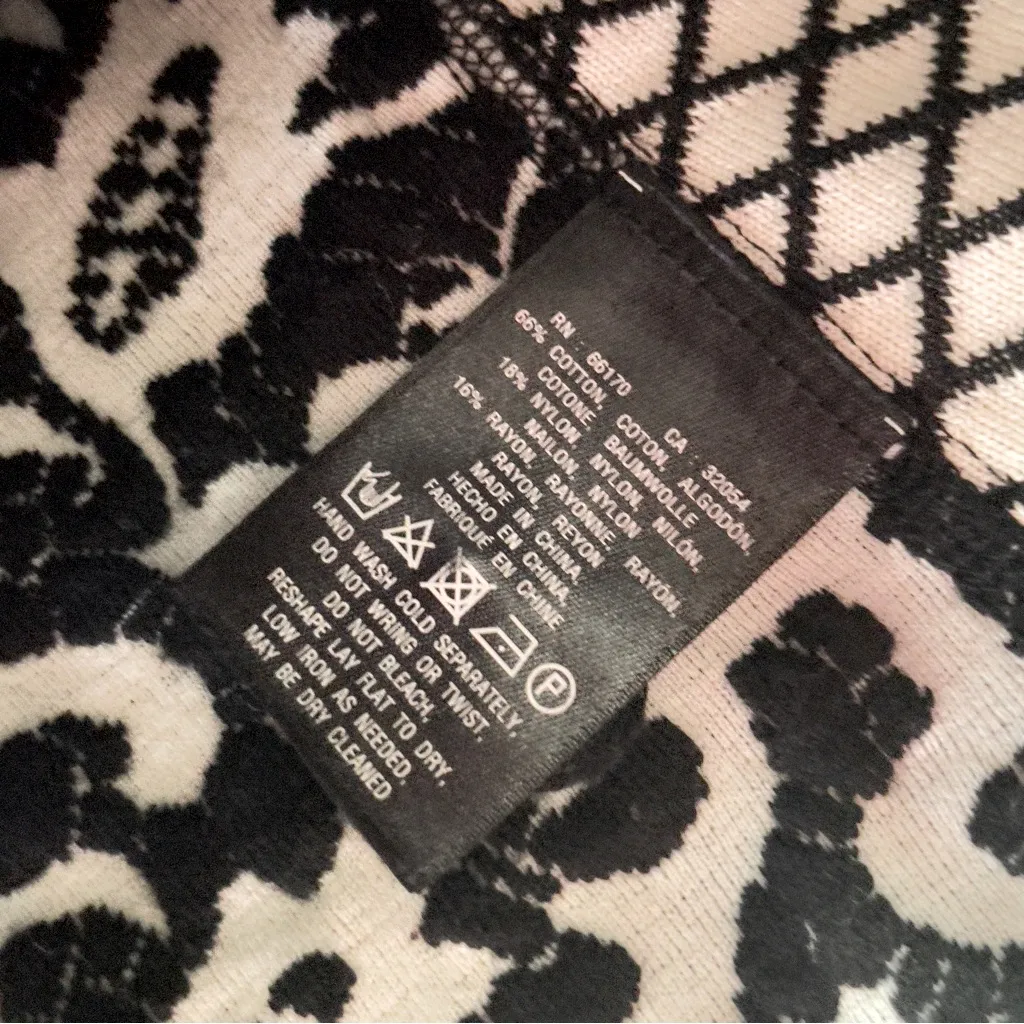 RN : 66170 CA : 32054
66% COTTON, COTON, ALGODÓN,
COTONE BAUMWOLLE
18% NYLON, NYLON, NILÓN,
NAILON, NYLON
16% RAYON, RAYONNE, RAYÓN,
RAYON, REYON
MADE IN CHINA,
HECHO EN CHINA,
FABRIQUÉ EN CHINE
P
HAND WASH COLD SEPARATELY,
DO NOT WRING OR TWIST.
DO NOT BLEACH,
RESHAPE LAY FLAT TO DRY,
LOW IRON AS NEEDED.
MAY BE DRY CLEANED